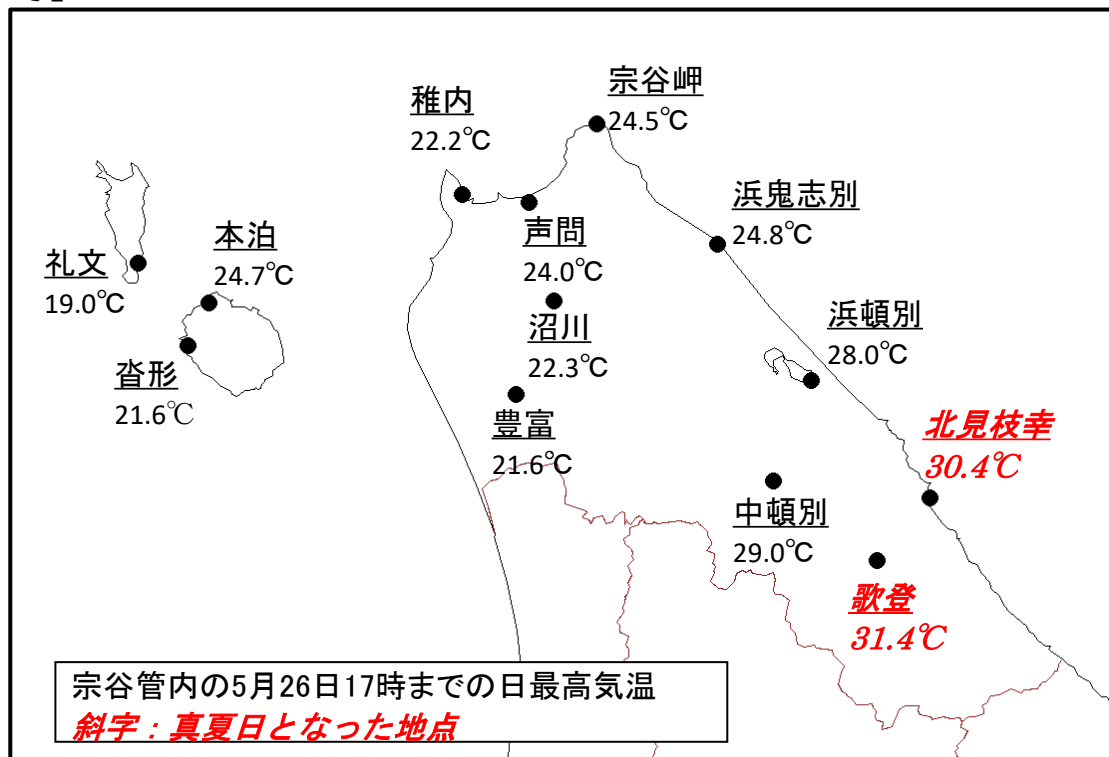 宗谷岬
24.5℃
稚内
22.2℃
浜鬼志別
24.8℃
声問
24.0℃
本泊
24.7℃
礼文
19.0℃
沼川
22.3℃
浜頓別
28.0℃
沓形
21.6℃
豊富
21.6℃
北見枝幸
30.4℃
中頓別
29.0℃
歌登
31.4℃
宗谷管内の5月26日17時までの日最高気温
斜字：真夏日となった地点